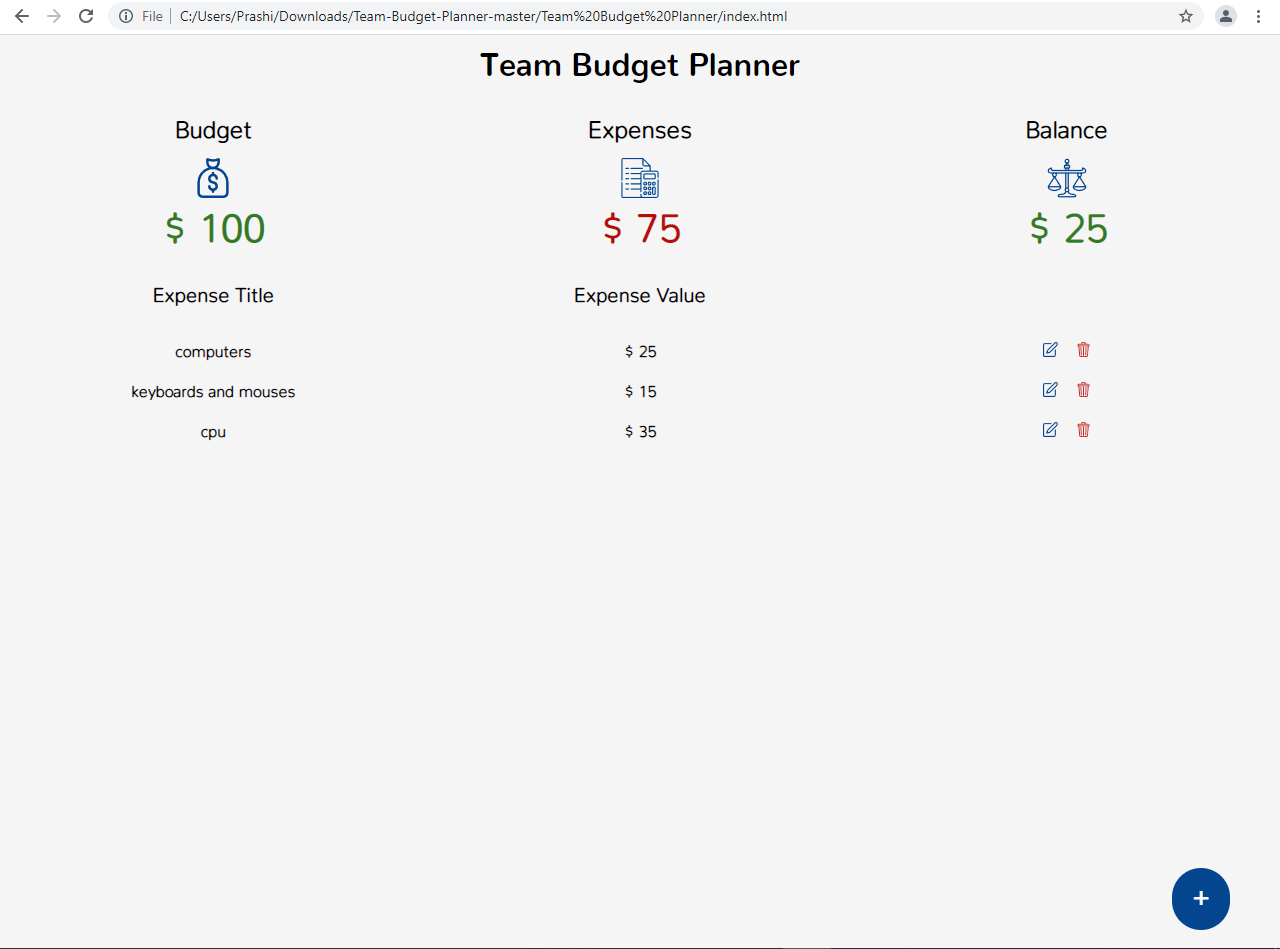 File | C:/Users/Prashi/Downloads/Team-Budget-Planner-master/Team%20Budget%20Planner/index.html
Team Budget Planner
Budget Expenses Balance
$ 100 $ 75 $ 25
Expense Title Expense Value
computers $ 25
keyboards and mouses $ 15
cpu $ 35
+